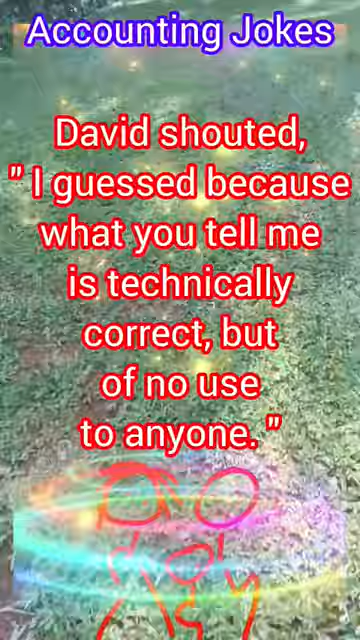 Accounting Jokes
David shouted,
" I guessed because
what you tell me
is technically
correct, but
of no use
to anyone. "